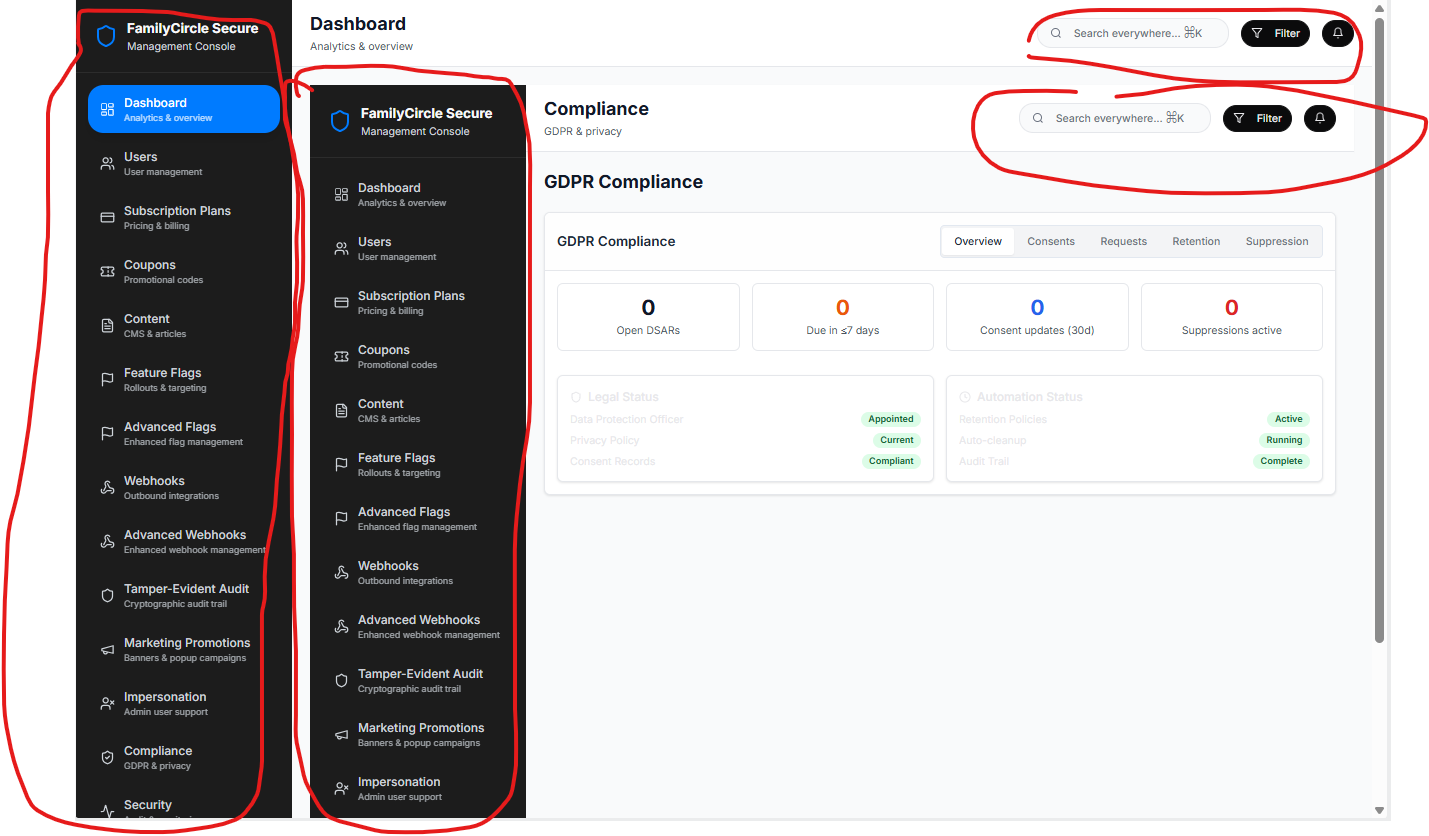 FamilyCircle Secure
Management Console
Dashboard
Analytics & overview
Users
User management
Subscription Plans
Pricing & billing
Coupons
Promotional codes
Content
CMS & articles
Feature Flags
Rollouts & targeting
Advanced Flags
Enhanced flag management
Webhooks
Outbound integrations
Advanced Webhooks
Enhanced webhook management
Tamper-Evident Audit
Cryptographic audit trail
Marketing Promotions
Banners & popup campaigns
Impersonation
Admin user support
Compliance
GDPR & privacy
Security
Dashboard
Analytics & overview
Search everywhere... ⌘K
Filter
FamilyCircle Secure
Management Console
Dashboard
Analytics & overview
Users
User management
Subscription Plans
Pricing & billing
Coupons
Promotional codes
Content
CMS & articles
Feature Flags
Rollouts & targeting
Advanced Flags
Enhanced flag management
Webhooks
Outbound integrations
Advanced Webhooks
Enhanced webhook management
Tamper-Evident Audit
Cryptographic audit trail
Marketing Promotions
Banners & popup campaigns
Impersonation
Admin user support
Compliance
GDPR & privacy
Search everywhere... ⌘K
Filter
GDPR Compliance
GDPR Compliance
Overview Consents Requests Retention Suppression
0
Open DSARs
0
Due in ≤7 days
0
Consent updates (30d)
0
Suppressions active
Legal Status
Data Protection Officer Appointed
Privacy Policy Current
Consent Records Compliant
Automation Status
Retention Policies Active
Auto-cleanup Running
Audit Trail Complete